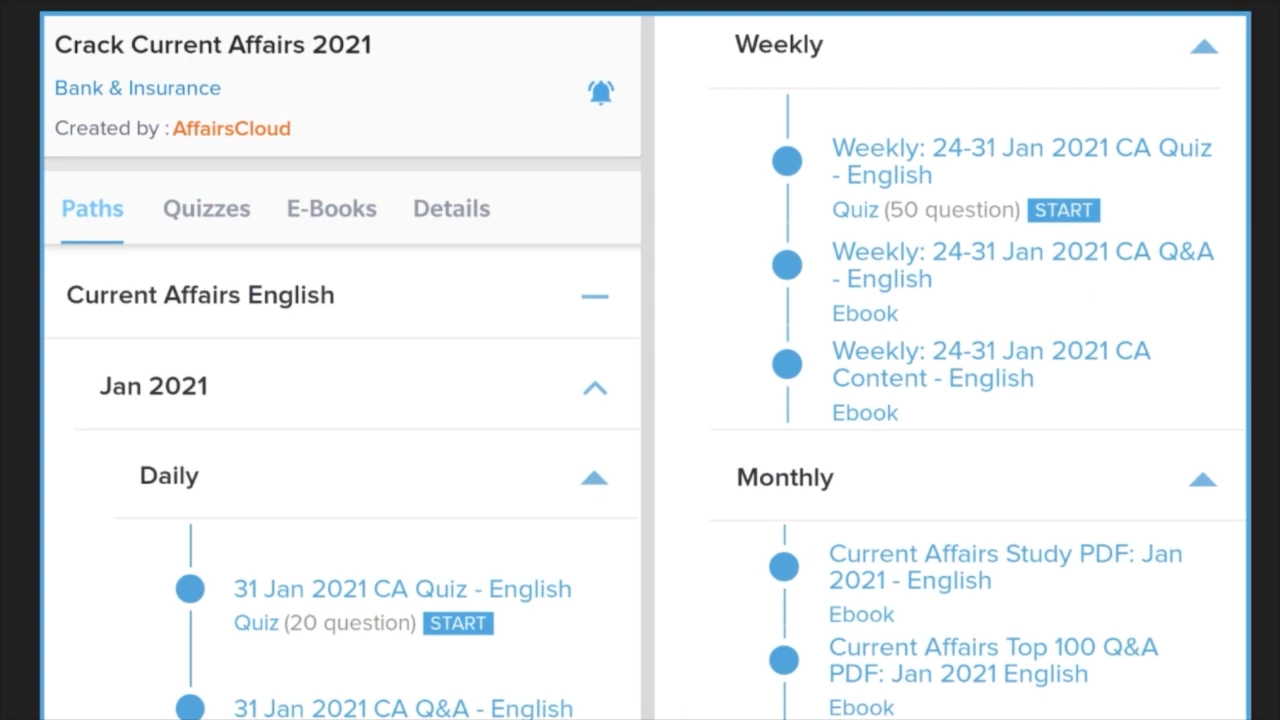 Crack Current Affairs 2021
Bank & Insurance
Created by : AffairsCloud
Paths Quizzes E-Books Details
Current Affairs English
Jan 2021
Daily
31 Jan 2021 CA Quiz - English
Quiz (20 question) START
31 Jan 2021 CA Q&A - English
Weekly
Weekly: 24-31 Jan 2021 CA Quiz
- English
Quiz (50 question) START
Weekly: 24-31 Jan 2021 CA Q&A
- English
Ebook
Weekly: 24-31 Jan 2021 CA
Content - English
Ebook
Monthly
Current Affairs Study PDF: Jan
2021 - English
Ebook
Current Affairs Top 100 Q&A
PDF: Jan 2021 English
Ebook